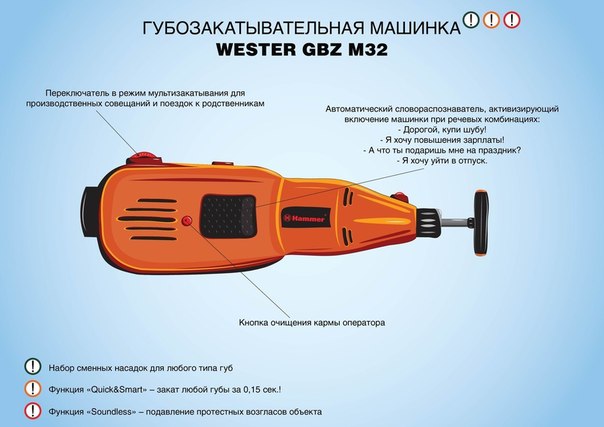 ГУБОЗАКАТЫВАТЕЛЬНАЯ МАШИНКА
WESTER GBZ M32
Переключатель в режим мультизакатывания для
производственных совещаний и поездок к родственникам
Автоматический словораспознаватель, активизирующий
включение машинки при речевых комбинациях:
- Дорогой, купи шубу!
- Я хочу повышения зарплаты!
- А что ты подаришь мне на праздник?
- Я хочу уйти в отпуск.
Hammer
Кнопка очищения кармы оператора
Набор сменных насадок для любого типа губ
Функция «Quick&Smart» – закат любой губы за 0,15 сек.!
Функция «Soundless» – подавление протестных возгласов объекта